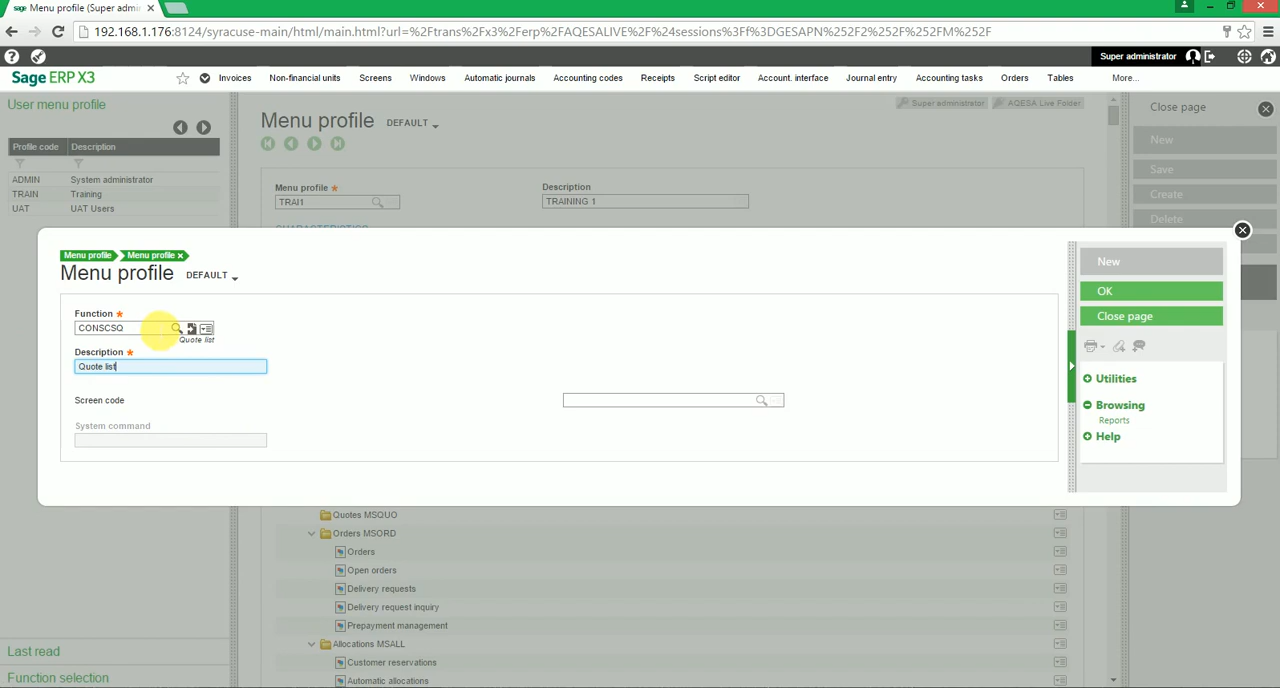 sage Menu profile ×
192.168.1.176:8124/syracuse-main/html/main.html?url=%2Ftrans%2Fx3%2Ferp%2FAQESALIVE%2F%24sessions%3Ff%3DGESAPN%252F2%252F%252FM%252F
Super administrator
Sage ERP X3
Invoices Non-financial units Screens Windows Automatic journals Accounting codes Receipts Script editor Account. interface Journal entry Accounting tasks Orders Tables More...
User menu profile
Profile code Description
ADMIN System administrator
TRAIN Training
UAT UAT Users
Super administrator AQESA Live Folder
Menu profile DEFAULT
Menu profile *
TRAI1
Description
TRAINING 1
CHARACTERISTICS
Close page
New
Save
Create
Delete
Menu profile Menu profile ×
Menu profile DEFAULT
Function *
CONSCSQ
Quote list
Description *
Quote list
Screen code
System command
New
OK
Close page
Utilities
Browsing
Reports
Help
Quotes MSQUO
Orders MSORD
Orders
Open orders
Delivery requests
Delivery request inquiry
Prepayment management
Allocations MSALL
Customer reservations
Automatic allocations
Last read
Function selection